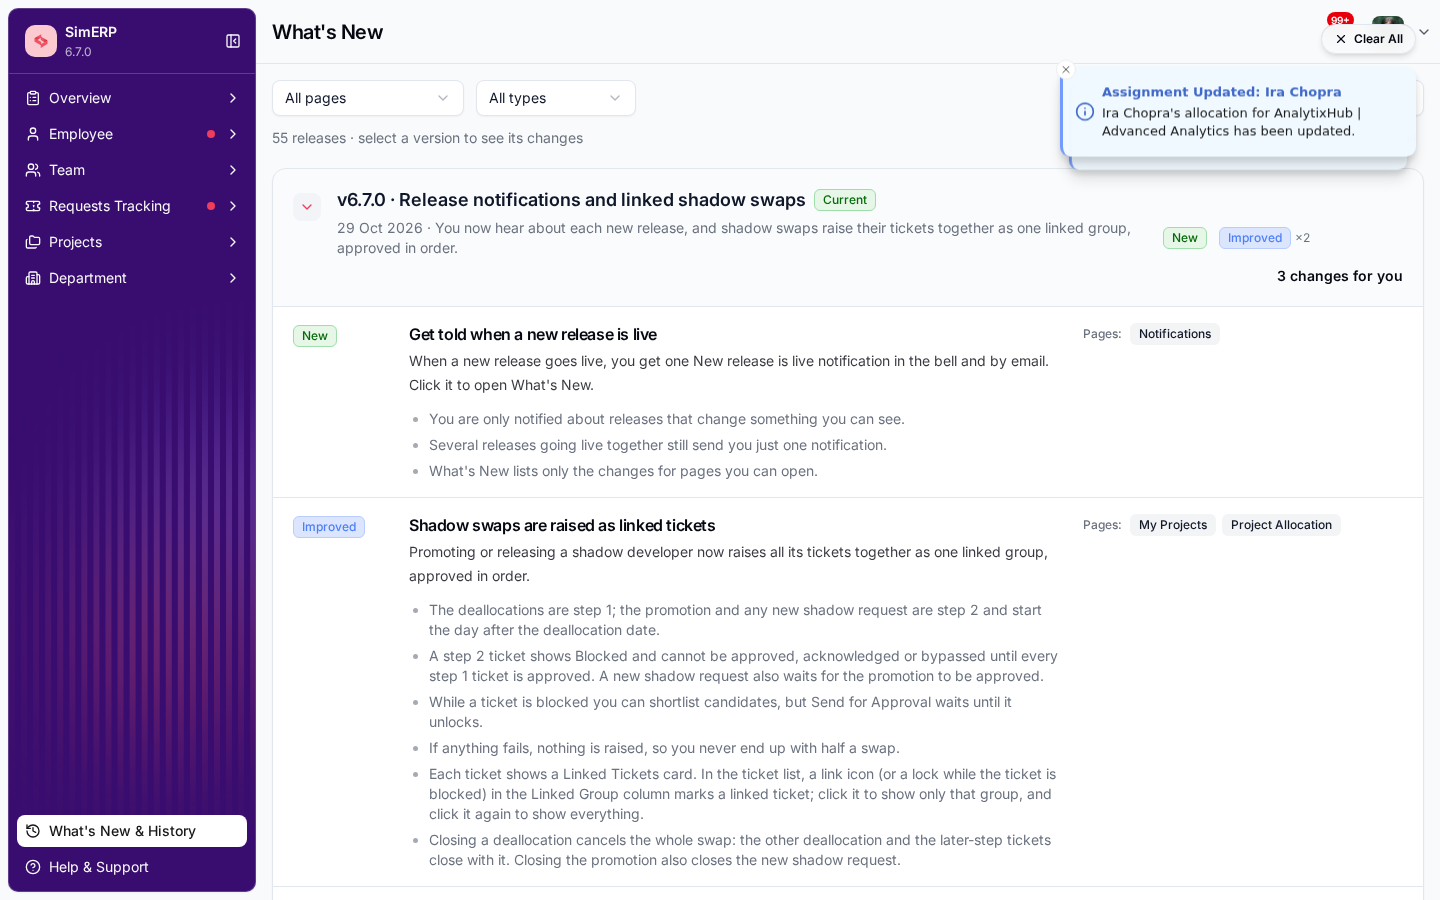 SimERP
6.7.0
Overview
Employee
Team
Requests Tracking
Projects
Department
What's New & History
Help & Support
What's New
99+
Clear All
All pages
All types
55 releases · select a version to see its changes
Assignment Updated: Ira Chopra
Ira Chopra's allocation for AnalytixHub |
Advanced Analytics has been updated.
v6.7.0 · Release notifications and linked shadow swaps
Current
29 Oct 2026 · You now hear about each new release, and shadow swaps raise their tickets together as one linked group,
approved in order.
New
Improved ×2
3 changes for you
New
Get told when a new release is live
When a new release goes live, you get one New release is live notification in the bell and by email.
Click it to open What's New.
You are only notified about releases that change something you can see.
Several releases going live together still send you just one notification.
What's New lists only the changes for pages you can open.
Pages: Notifications
Improved
Shadow swaps are raised as linked tickets
Promoting or releasing a shadow developer now raises all its tickets together as one linked group,
approved in order.
The deallocations are step 1; the promotion and any new shadow request are step 2 and start
the day after the deallocation date.
A step 2 ticket shows Blocked and cannot be approved, acknowledged or bypassed until every
step 1 ticket is approved. A new shadow request also waits for the promotion to be approved.
While a ticket is blocked you can shortlist candidates, but Send for Approval waits until it
unlocks.
If anything fails, nothing is raised, so you never end up with half a swap.
Each ticket shows a Linked Tickets card. In the ticket list, a link icon (or a lock while the ticket is
blocked) in the Linked Group column marks a linked ticket; click it to show only that group, and
click it again to show everything.
Closing a deallocation cancels the whole swap: the other deallocation and the later-step tickets
close with it. Closing the promotion also closes the new shadow request.
Pages: My Projects Project Allocation